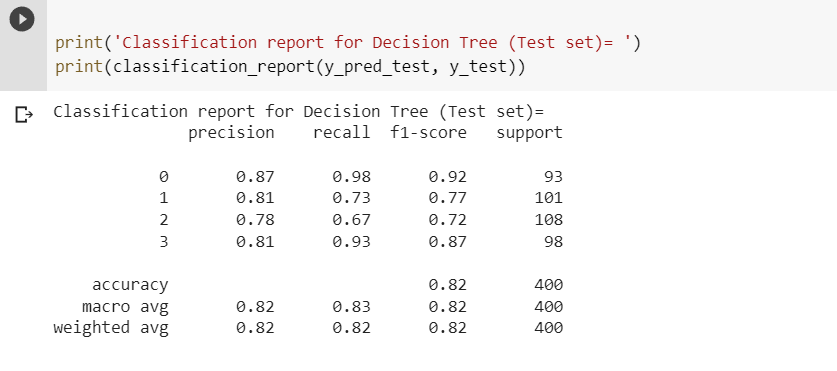 print('Classification report for Decision Tree (Test set)= ')
print(classification_report(y_pred_test, y_test))
Classification report for Decision Tree (Test set)=
precision recall f1-score support
0 0.87 0.98 0.92 93
1 0.81 0.73 0.77 101
2 0.78 0.67 0.72 108
3 0.81 0.93 0.87 98
accuracy 0.82 400
macro avg 0.82 0.83 0.82 400
weighted avg 0.82 0.82 0.82 400